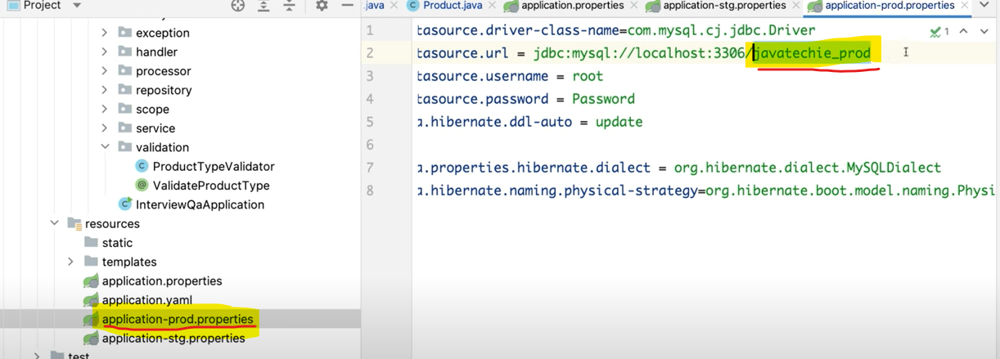 Project
exception
handler
processor
repository
scope
service
validation
ProductTypeValidator
ValidateProductType
InterviewQaApplication
resources
static
templates
application.properties
application.yaml
application-prod.properties
application-stg.properties
test
.java
Product.java
application.properties
application-stg.properties
application-prod.properties
1
1 tasource.driver-class-name=com.mysql.cj.jdbc.Driver
2 tasource.url = jdbc:mysql://localhost:3306/javatechie_prod
3 tasource.username = root
4 tasource.password = Password
5 a.hibernate.ddl-auto = update
6
7 a.properties.hibernate.dialect = org.hibernate.dialect.MySQLDialect
8 a.hibernate.naming.physical-strategy=org.hibernate.boot.model.naming.Physi